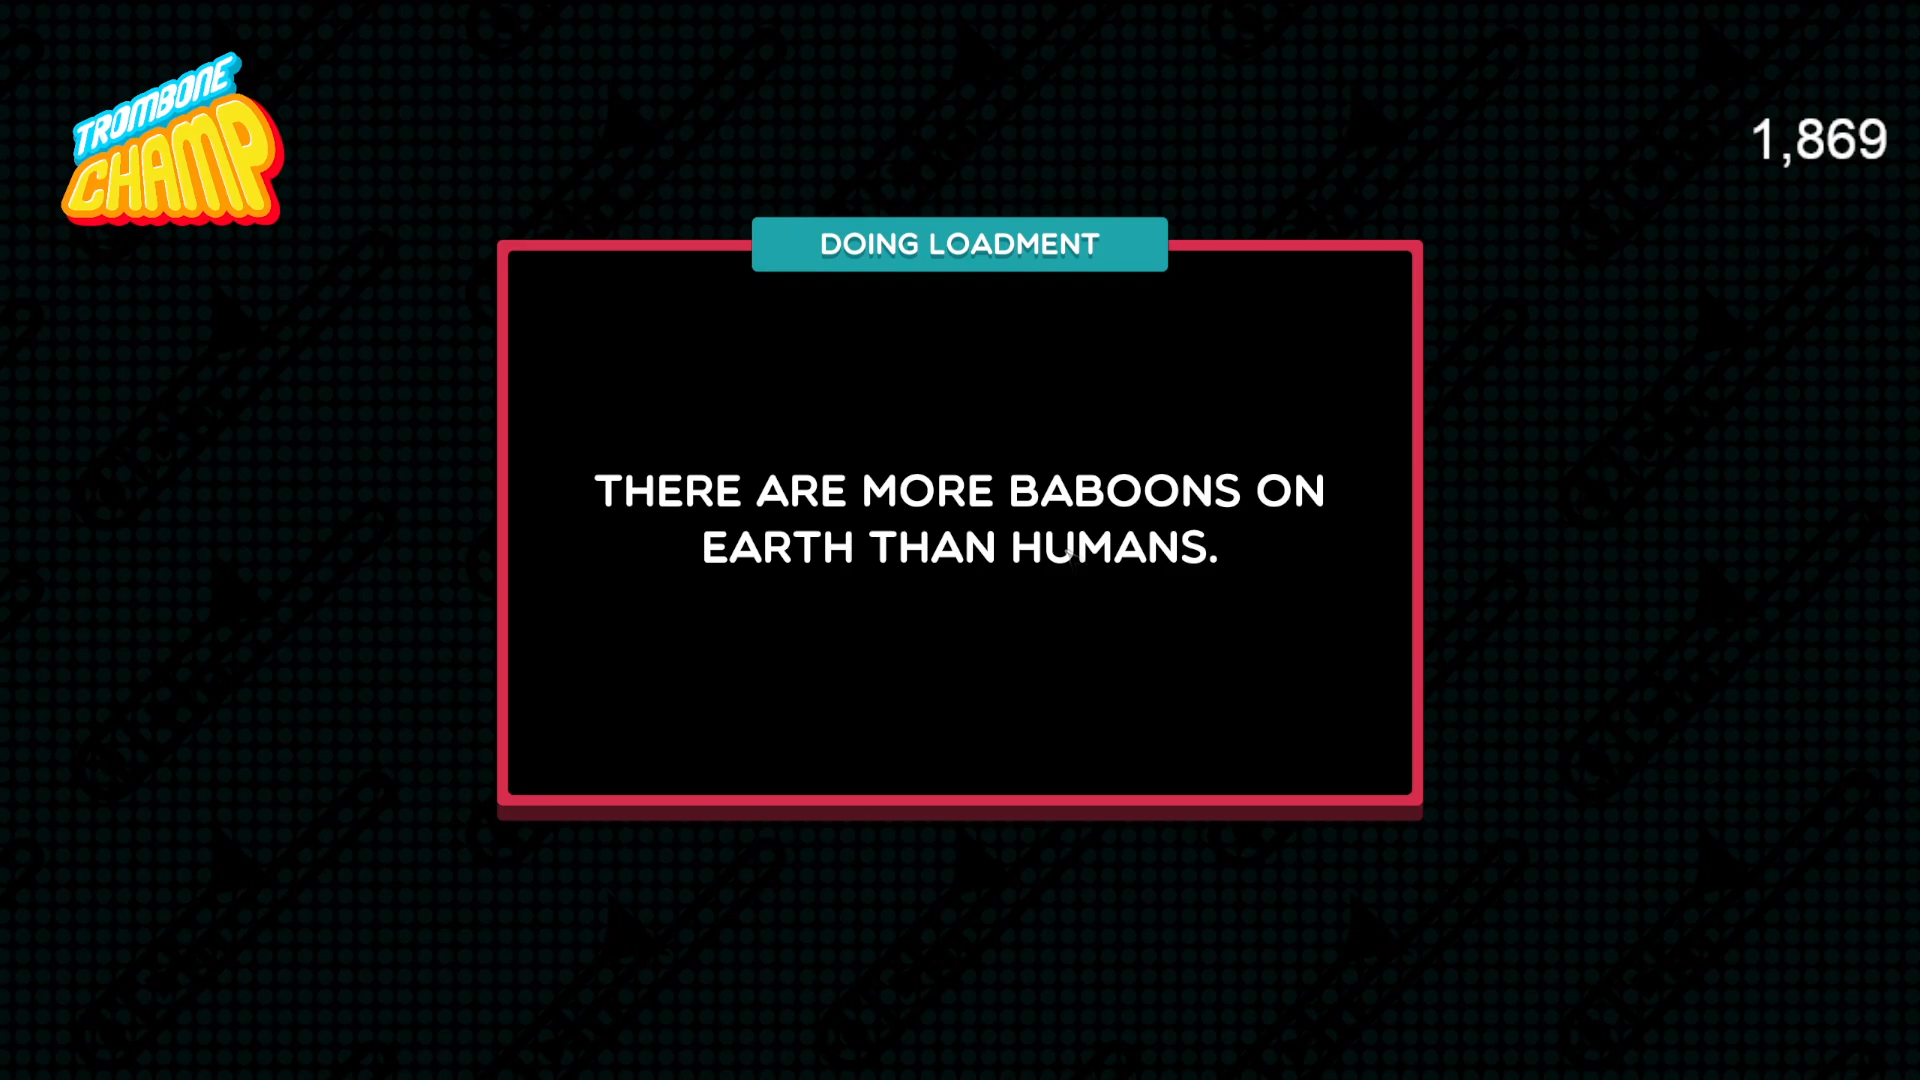 TROMBONE
CHAMP
1,869
DOING LOADMENT
THERE ARE MORE BABOONS ON
EARTH THAN HUMANS.